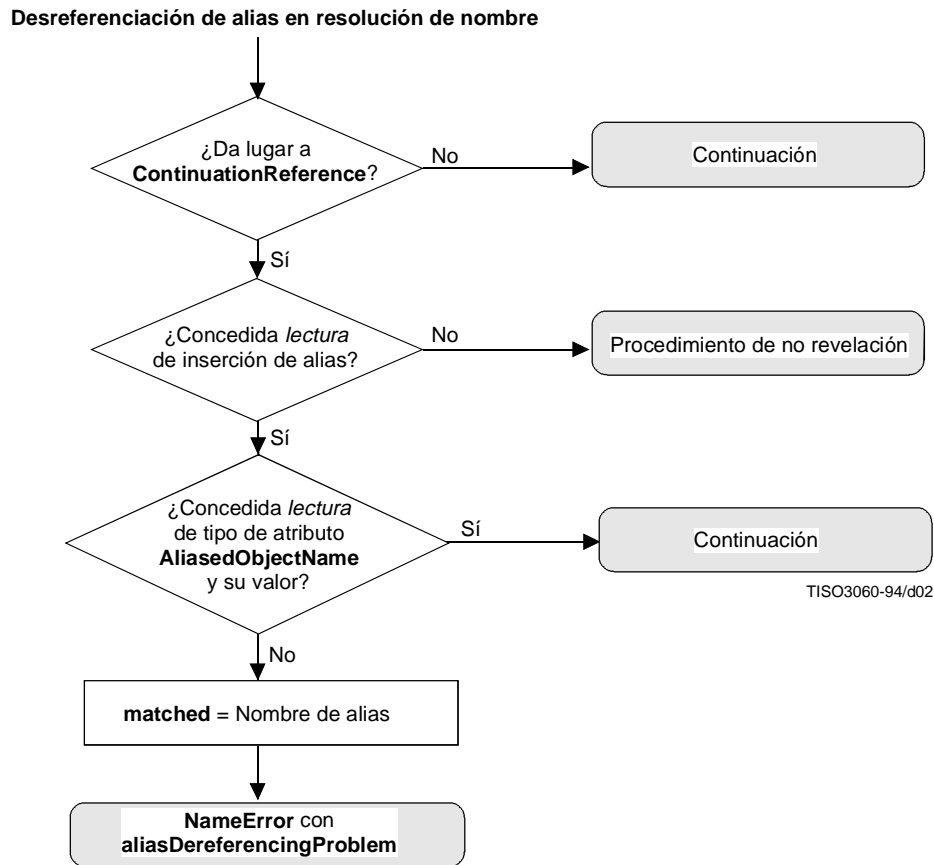 Desreferenciación de alias en resolución de nombre
¿Da lugar a
ContinuationReference?
No
Continuación
Sí
¿Concedida lectura
de inserción de alias?
No
Procedimiento de no revelación
Sí
¿Concedida lectura
de tipo de atributo
AliasedObjectName
y su valor?
Sí
Continuación
TISO3060-94/d02
No
matched = Nombre de alias
NameError con
aliasDereferencingProblem